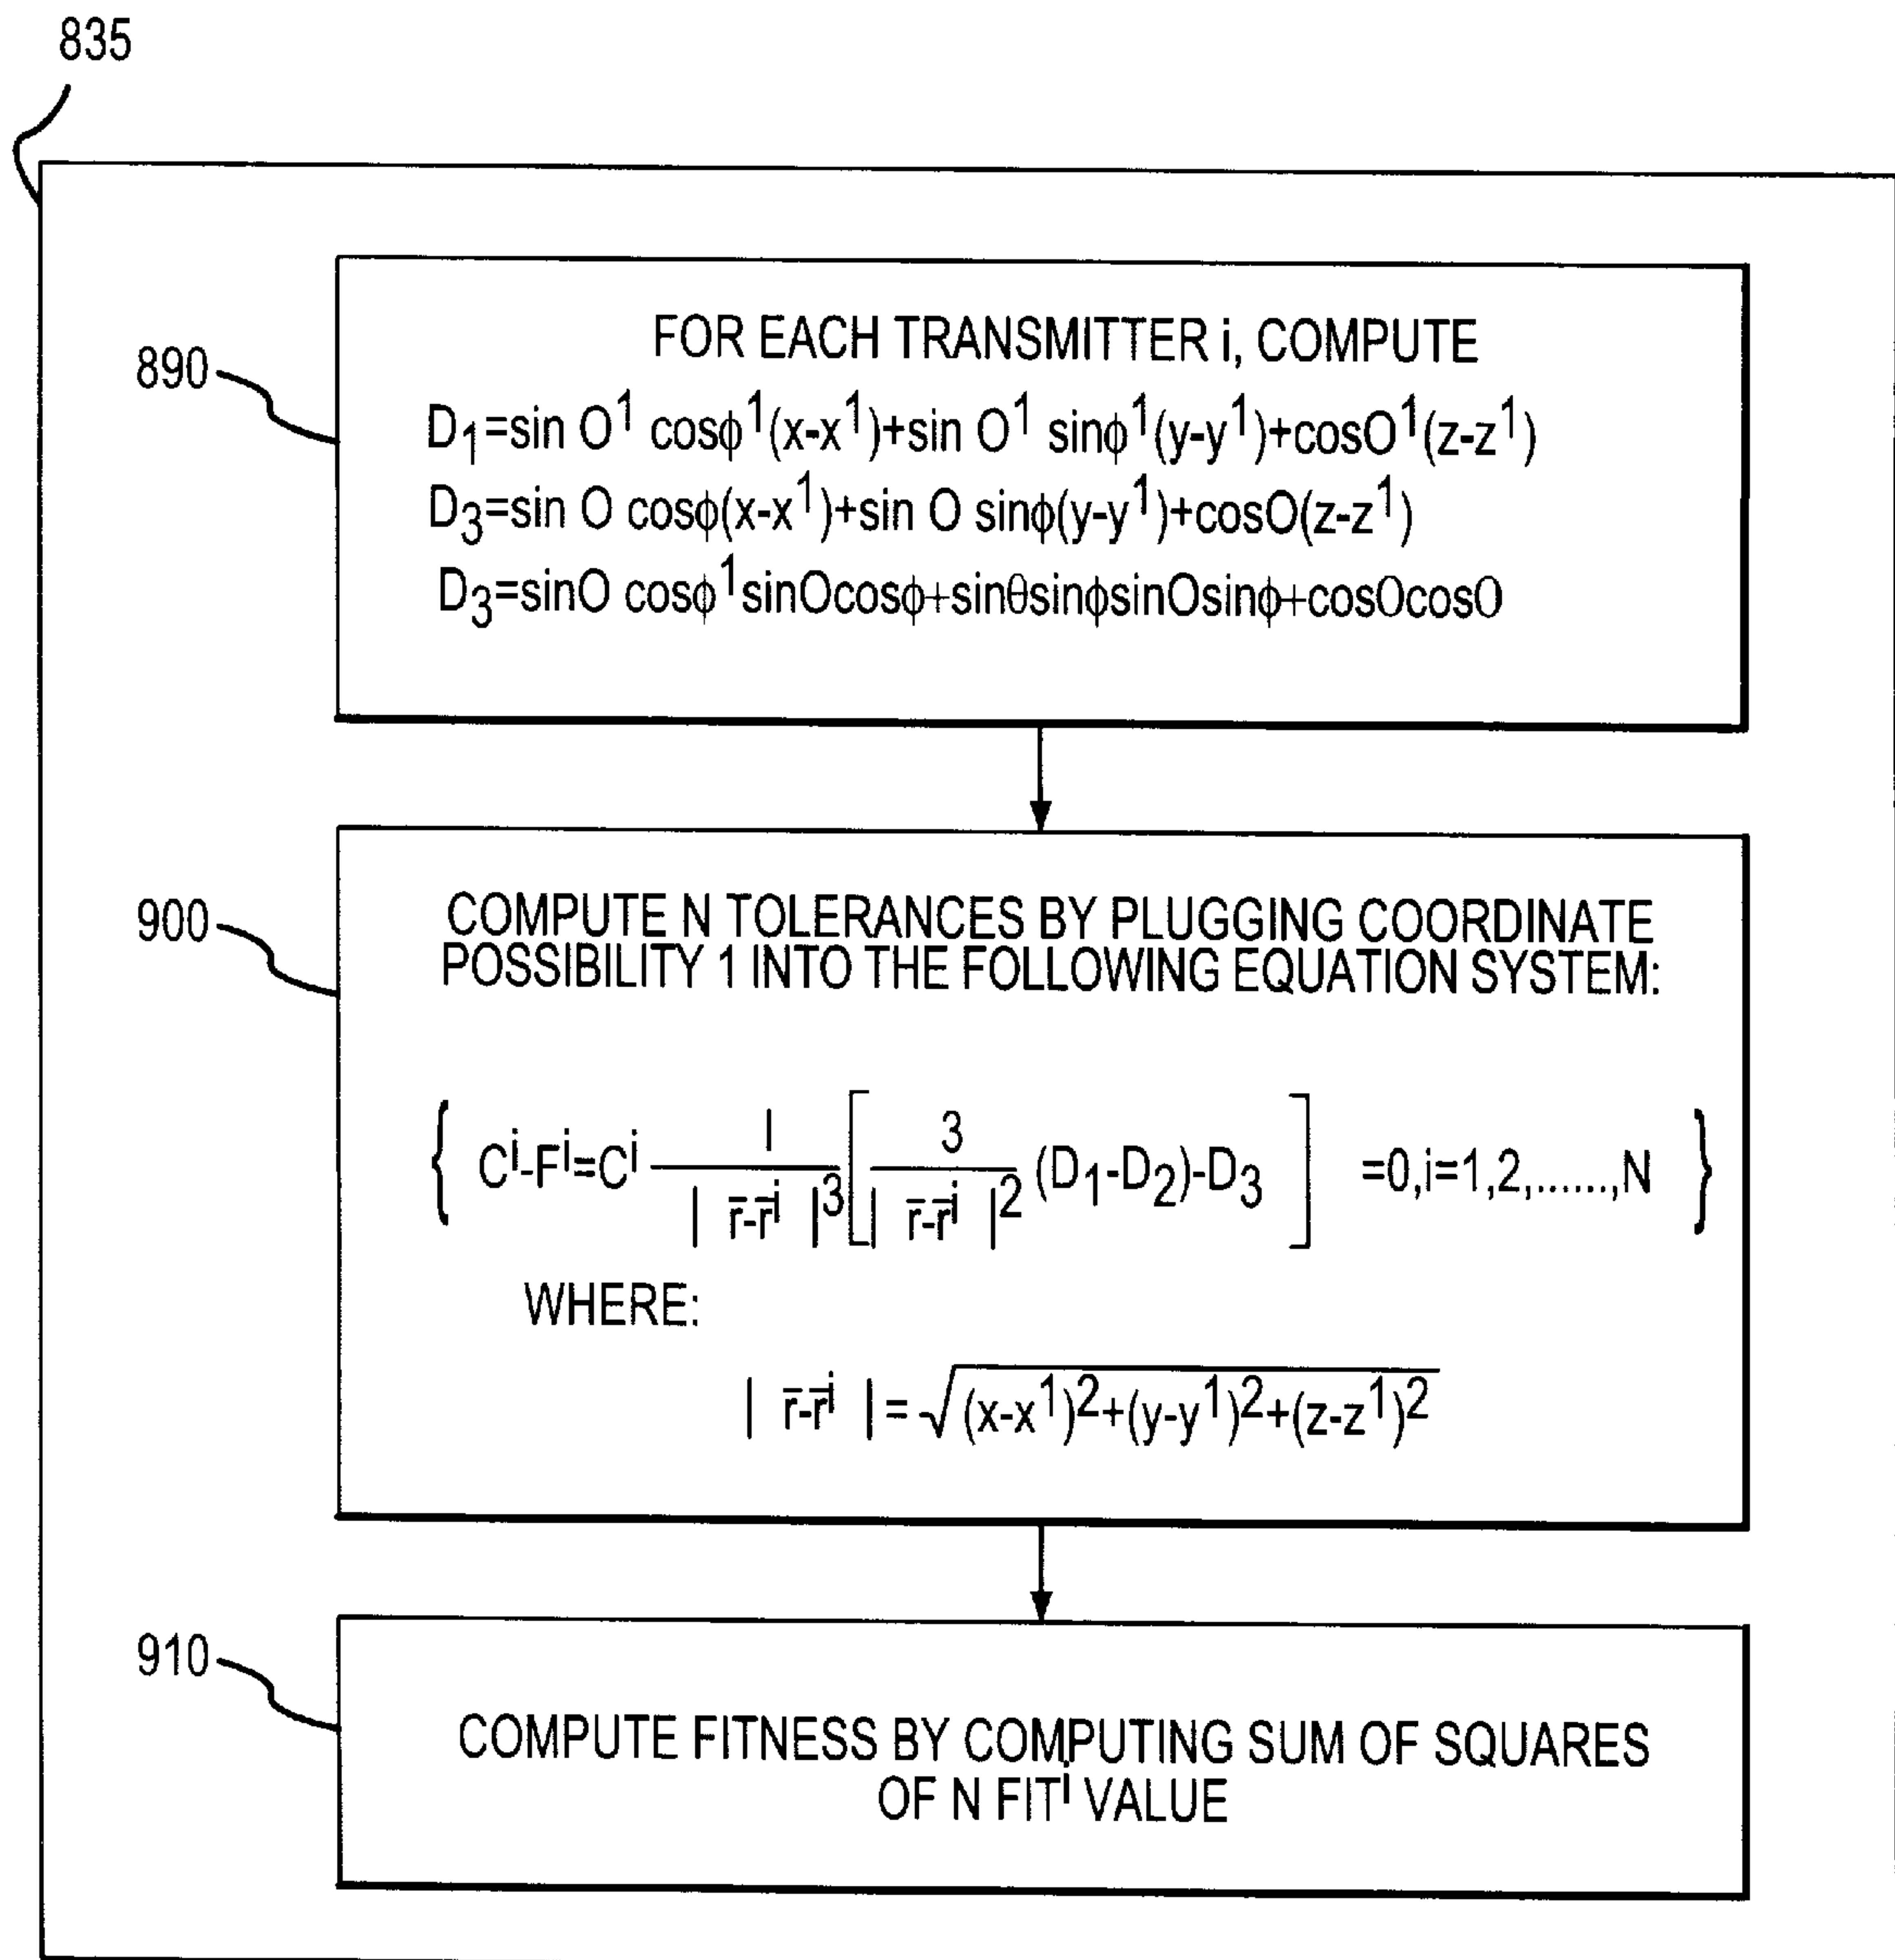 835
890
FOR EACH TRANSMITTER i, COMPUTE
D₁=sin O¹ cosϕ¹(x-x¹)+sin O¹ sinϕ¹(y-y¹)+cosO¹(z-z¹)
D₃=sin O cosϕ(x-x¹)+sin O sinϕ(y-y¹)+cosO(z-z¹)
D₃=sinO cosϕ¹sinOcosϕ+sinθsinϕsinOsinϕ+cosOcosO
900
COMPUTE N TOLERANCES BY PLUGGING COORDINATE
POSSIBILITY 1 INTO THE FOLLOWING EQUATION SYSTEM:
{ Cⁱ-Fⁱ=Cⁱ 1/| r̄-r̄ⁱ |³ [ 3/| r̄-r̄ⁱ |² (D₁-D₂)-D₃ ] =0,i=1,2,......,N }
WHERE:
| r̄-r̄ⁱ | = √(x-x¹)²+(y-y¹)²+(z-z¹)²
910
COMPUTE FITNESS BY COMPUTING SUM OF SQUARES
OF N FITⁱ VALUE